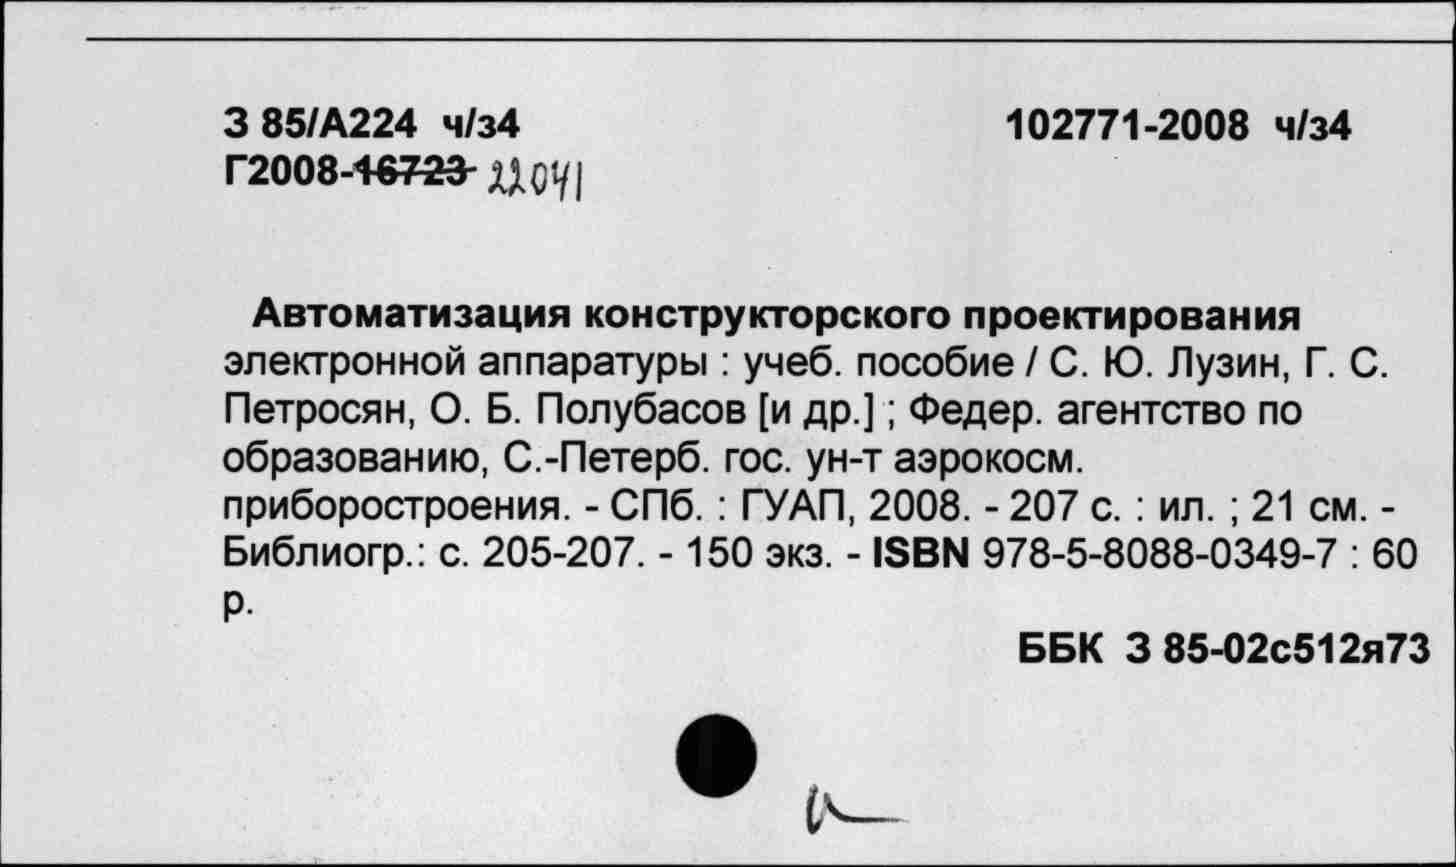 З 85/А224 ч/з4 102771-2008 ч/з4
Г2008-16723 22041
Автоматизация конструкторского проектирования
электронной аппаратуры : учеб. пособие / С. Ю. Лузин, Г. С.
Петросян, О. Б. Полубасов [и др.] ; Федер. агентство по
образованию, С.-Петерб. гос. ун-т аэрокосм.
приборостроения. - СПб. : ГУАП, 2008. - 207 с. : ил. ; 21 см. -
Библиогр.: с. 205-207. - 150 экз. - ISBN 978-5-8088-0349-7 : 60
р.
ББК З 85-02с512я73